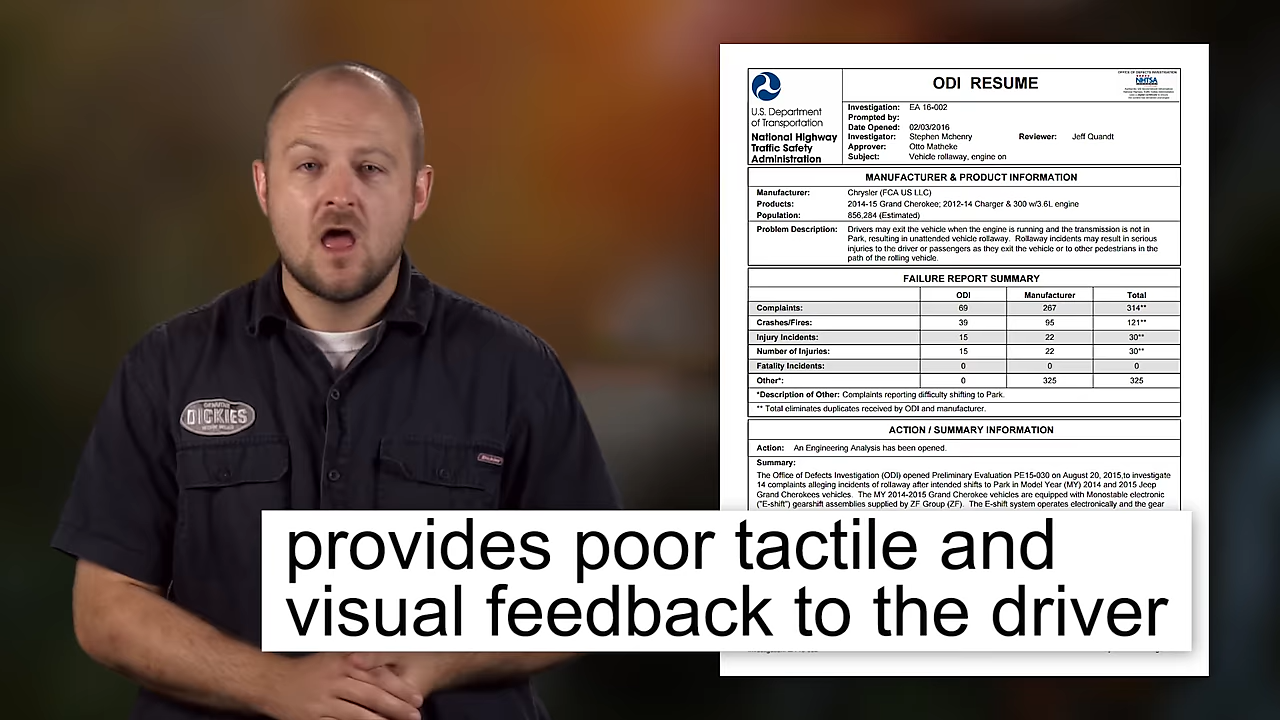 GENUINE
DICKIES
Dickies
ODI RESUME
OFFICE OF DEFECTS INVESTIGATION
NHTSA
U.S. Department
of Transportation
National Highway
Traffic Safety
Administration
Investigation: EA 16-002
Prompted by:
Date Opened: 02/03/2016
Investigator: Stephen Mchenry Reviewer: Jeff Quandt
Approver: Otto Matheke
Subject: Vehicle rollaway, engine on
MANUFACTURER & PRODUCT INFORMATION
Manufacturer: Chrysler (FCA US LLC)
Products: 2014-15 Grand Cherokee; 2012-14 Charger & 300 w/3.6L engine
Population: 856,284 (Estimated)
Problem Description: Drivers may exit the vehicle when the engine is running and the transmission is not in
Park, resulting in unattended vehicle rollaway. Rollaway incidents may result in serious
injuries to the driver or passengers as they exit the vehicle or to other pedestrians in the
path of the rolling vehicle.
FAILURE REPORT SUMMARY
ODI Manufacturer Total
Complaints: 69 267 314**
Crashes/Fires: 39 95 121**
Injury Incidents: 15 22 30**
Number of Injuries: 15 22 30**
Fatality Incidents: 0 0 0
Other*: 0 325 325
*Description of Other: Complaints reporting difficulty shifting to Park.
** Total eliminates duplicates received by ODI and manufacturer.
ACTION / SUMMARY INFORMATION
Action: An Engineering Analysis has been opened.
Summary:
The Office of Defects Investigation (ODI) opened Preliminary Evaluation PE15-030 on August 20, 2015,to investigate
14 complaints alleging incidents of rollaway after intended shifts to Park in Model Year (MY) 2014 and 2015 Jeep
Grand Cherokees vehicles. The MY 2014-2015 Grand Cherokee vehicles are equipped with Monostable electronic
("E-shift") gearshift assemblies supplied by ZF Group (ZF). The E-shift system operates electronically and the gear
provides poor tactile and
visual feedback to the driver